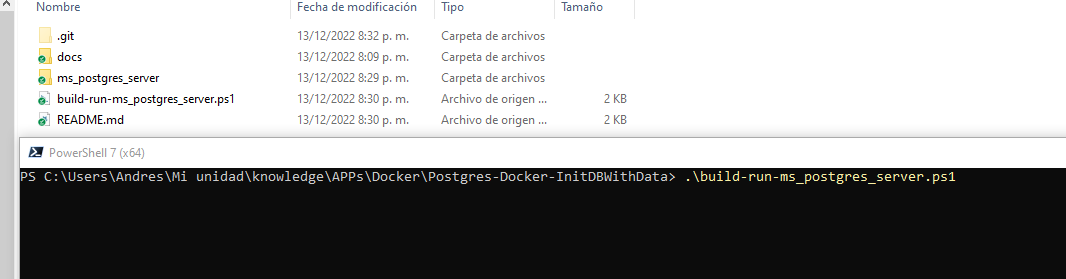 Nombre Fecha de modificación Tipo Tamaño
.git 13/12/2022 8:32 p. m. Carpeta de archivos
docs 13/12/2022 8:09 p. m. Carpeta de archivos
ms_postgres_server 13/12/2022 8:29 p. m. Carpeta de archivos
build-run-ms_postgres_server.ps1 13/12/2022 8:30 p. m. Archivo de origen ... 2 KB
README.md 13/12/2022 8:30 p. m. Archivo de origen ... 2 KB
PowerShell 7 (x64)
PS C:\Users\Andres\Mi unidad\knowledge\APPs\Docker\Postgres-Docker-InitDBWithData> .\build-run-ms_postgres_server.ps1